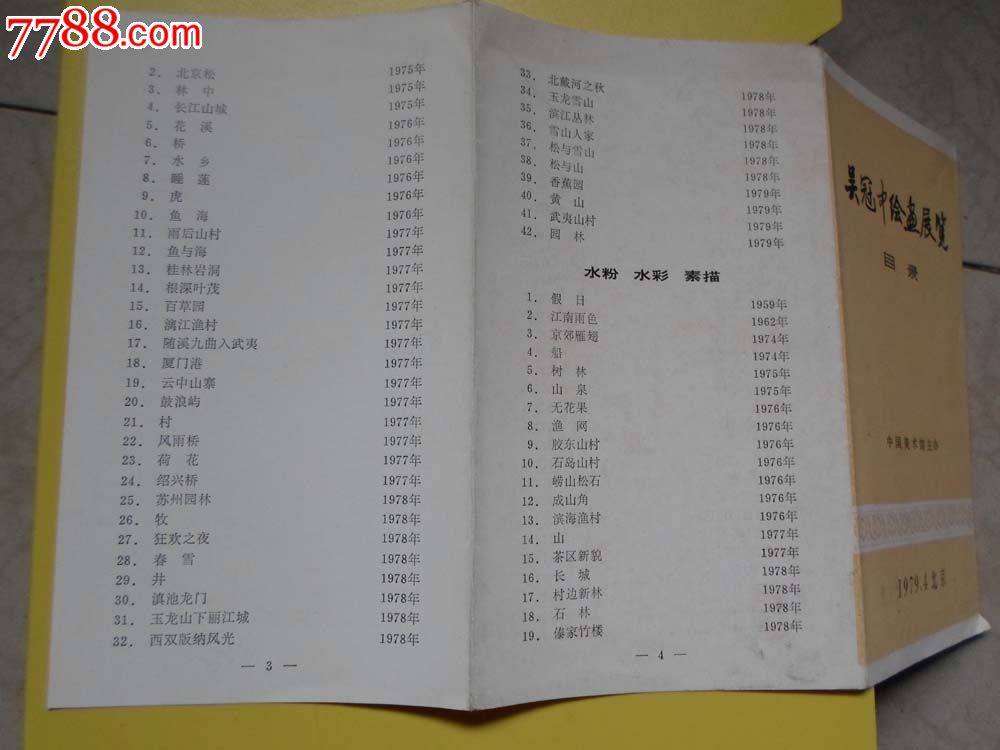 7788.com
2. 北京松 1975年
3. 林 中 1975年
4. 长江山城 1975年
5. 花 溪 1976年
6. 桥 1976年
7. 水 乡 1976年
8. 睡 莲 1976年
9. 虎 1976年
10. 鱼 海 1976年
11. 雨后山村 1977年
12. 鱼与海 1977年
13. 桂林岩洞 1977年
14. 根深叶茂 1977年
15. 百草园 1977年
16. 漓江渔村 1977年
17. 随溪九曲入武夷 1977年
18. 厦门港 1977年
19. 云中山寨 1977年
20. 鼓浪屿 1977年
21. 村 1977年
22. 风雨桥 1977年
23. 荷 花 1977年
24. 绍兴桥 1977年
25. 苏州园林 1978年
26. 牧 1978年
27. 狂欢之夜 1978年
28. 春 雪 1978年
29. 井 1978年
30. 滇池龙门 1978年
31. 玉龙山下丽江城 1978年
32. 西双版纳风光 1978年
— 3 —
33. 北戴河之秋 1978年
34. 玉龙雪山 1978年
35. 滨江丛林 1978年
36. 雪山人家 1978年
37. 松与雪山 1978年
38. 松与山 1978年
39. 香蕉园 1979年
40. 黄 山 1979年
41. 武夷山村 1979年
42. 园 林 1979年
水粉 水彩 素描
1. 假 日 1959年
2. 江南雨色 1962年
3. 京郊雁翅 1974年
4. 船 1974年
5. 树 林 1975年
6. 山 泉 1975年
7. 无花果 1976年
8. 渔 网 1976年
9. 胶东山村 1976年
10. 石岛山村 1976年
11. 崂山松石 1976年
12. 成山角 1976年
13. 滨海渔村 1976年
14. 山 1977年
15. 茶区新貌 1977年
16. 长 城 1978年
17. 村边新林 1978年
18. 石 林 1978年
19. 傣家竹楼 1978年
— 4 —
吴冠中绘画展览
目录
中国美术馆主办
1979.4北京